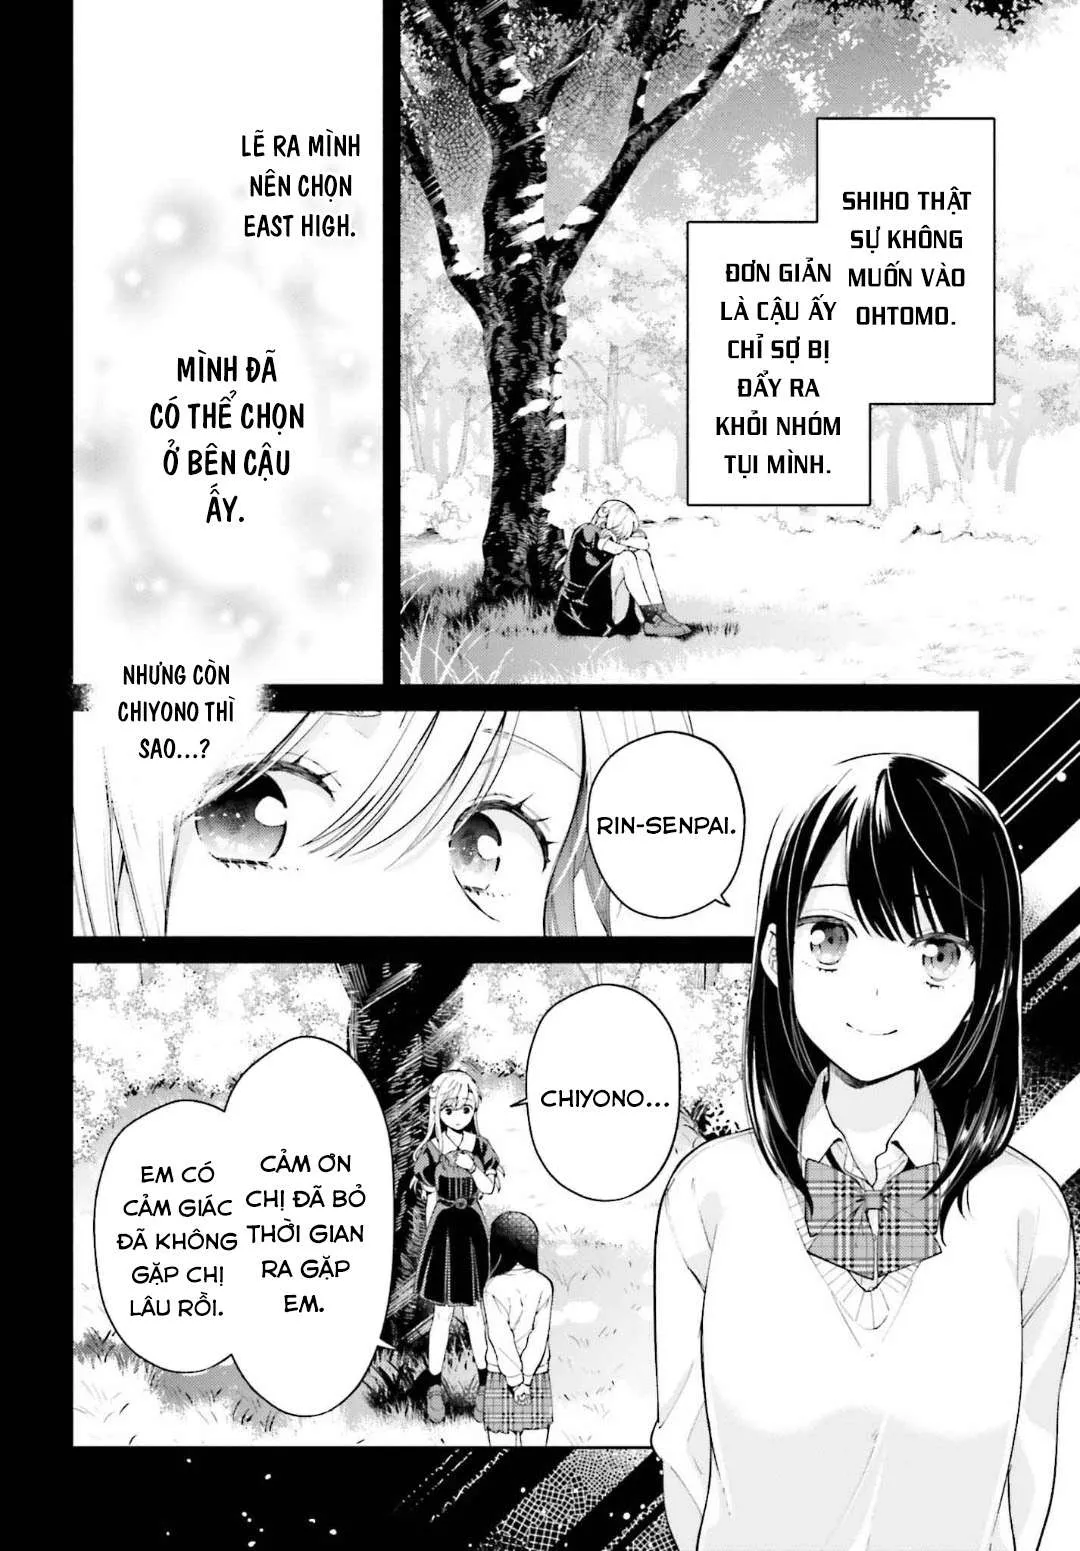 SHIHO THẬT
SỰ KHÔNG
MUỐN VÀO
OHTOMO.
ĐƠN GIẢN
LÀ CẬU ẤY
CHỈ SỢ BỊ
ĐẨY RA
KHỎI NHÓM
TỤI MÌNH.
LẼ RA MÌNH
NÊN CHỌN
EAST HIGH.
MÌNH ĐÃ
CÓ THỂ CHỌN
Ở BÊN CẬU
ẤY.
NHƯNG CÒN
CHIYONO THÌ
SAO...?
RIN-SENPAI.
CHIYONO...
CẢM ƠN
CHỊ ĐÃ BỎ
THỜI GIAN
RA GẶP
EM.
EM CÓ
CẢM GIÁC
ĐÃ KHÔNG
GẶP CHỊ
LÂU RỒI.